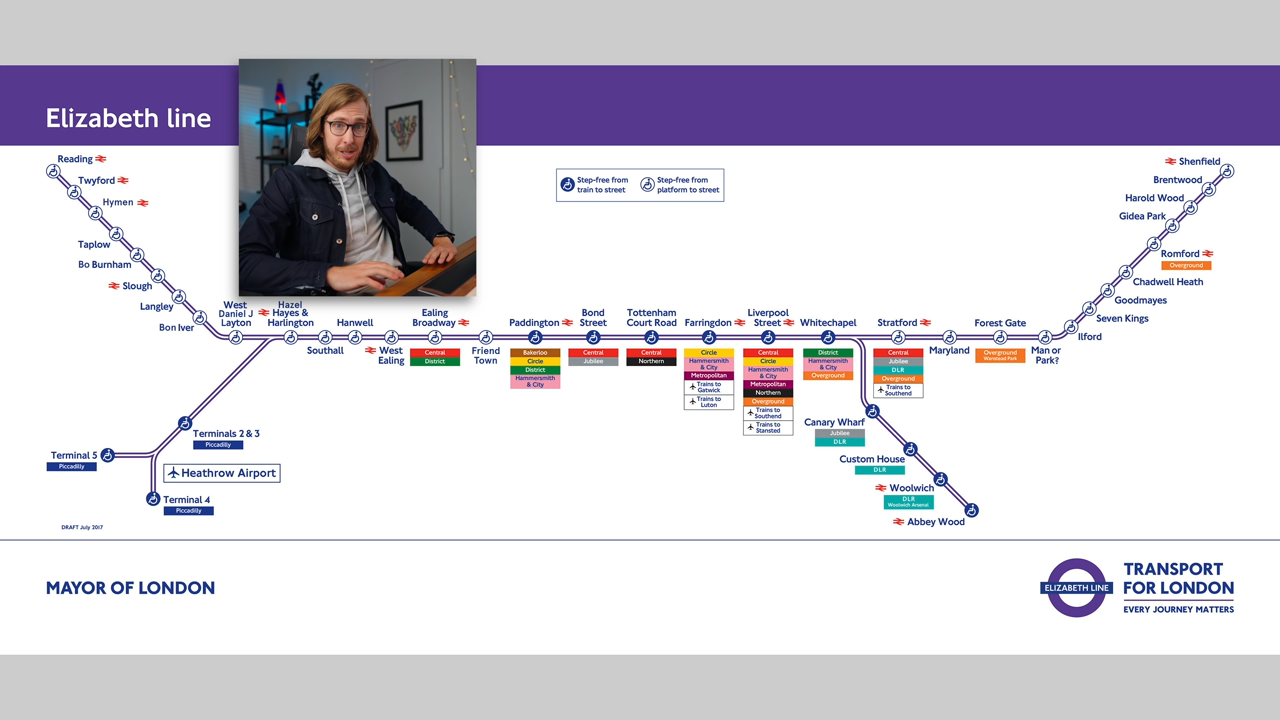 Elizabeth line
Step-free from
train to street
Step-free from
platform to street
Reading
Twyford
Hymen
Taplow
Bo Burnham
Slough
Langley
Bon Iver
West
Daniel J
Layton
Hazel
Hayes &
Harlington
Southall
Hanwell
West
Ealing
Ealing
Broadway
Central
District
Friend
Town
Paddington
Bakerloo
Circle
District
Hammersmith
& City
Bond
Street
Central
Jubilee
Tottenham
Court Road
Central
Northern
Farringdon
Circle
Hammersmith
& City
Metropolitan
Trains to
Gatwick
Trains to
Luton
Liverpool
Street
Central
Circle
Hammersmith
& City
Metropolitan
Northern
Overground
Trains to
Southend
Trains to
Stansted
Whitechapel
District
Hammersmith
& City
Overground
Stratford
Central
Jubilee
DLR
Overground
Trains to
Southend
Maryland
Forest Gate
Overground
Wanstead Park
Man or
Park?
Ilford
Seven Kings
Goodmayes
Chadwell Heath
Romford
Overground
Gidea Park
Harold Wood
Brentwood
Shenfield
Canary Wharf
Jubilee
DLR
Custom House
DLR
Woolwich
DLR
Woolwich Arsenal
Abbey Wood
Terminals 2 & 3
Piccadilly
Terminal 5
Piccadilly
Heathrow Airport
Terminal 4
Piccadilly
DRAFT July 2017
MAYOR OF LONDON
ELIZABETH LINE
TRANSPORT
FOR LONDON
EVERY JOURNEY MATTERS